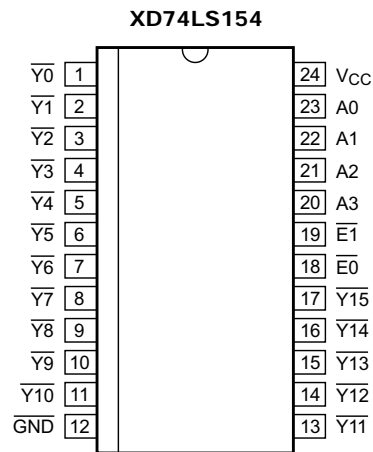 XD74LS154
Y0 1 24 VCC
Y1 2 23 A0
Y2 3 22 A1
Y3 4 21 A2
Y4 5 20 A3
Y5 6 19 E1
Y6 7 18 E0
Y7 8 17 Y15
Y8 9 16 Y14
Y9 10 15 Y13
Y10 11 14 Y12
GND 12 13 Y11